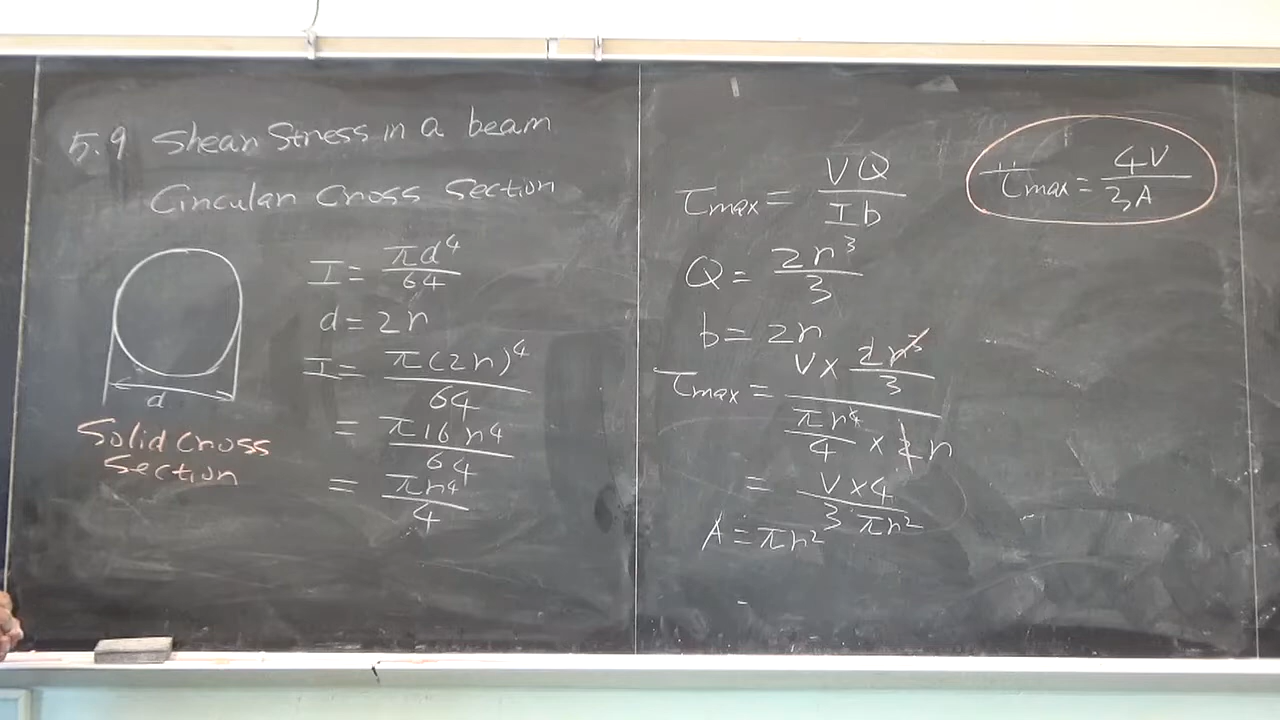 5.9 Shear Stress in a beam
Circular Cross Section
I = πd⁴/64
d = 2r
I = π(2r)⁴/64
= π16r⁴/64
= πr⁴/4
d
Solid Cross
Section
τmax = VQ/Ib
Q = 2r³/3
b = 2r
τmax = (V × 2r³/3)/(πr⁴/4 × 2r)
= V×4/3πr²
A = πr²
τmax = 4V/3A